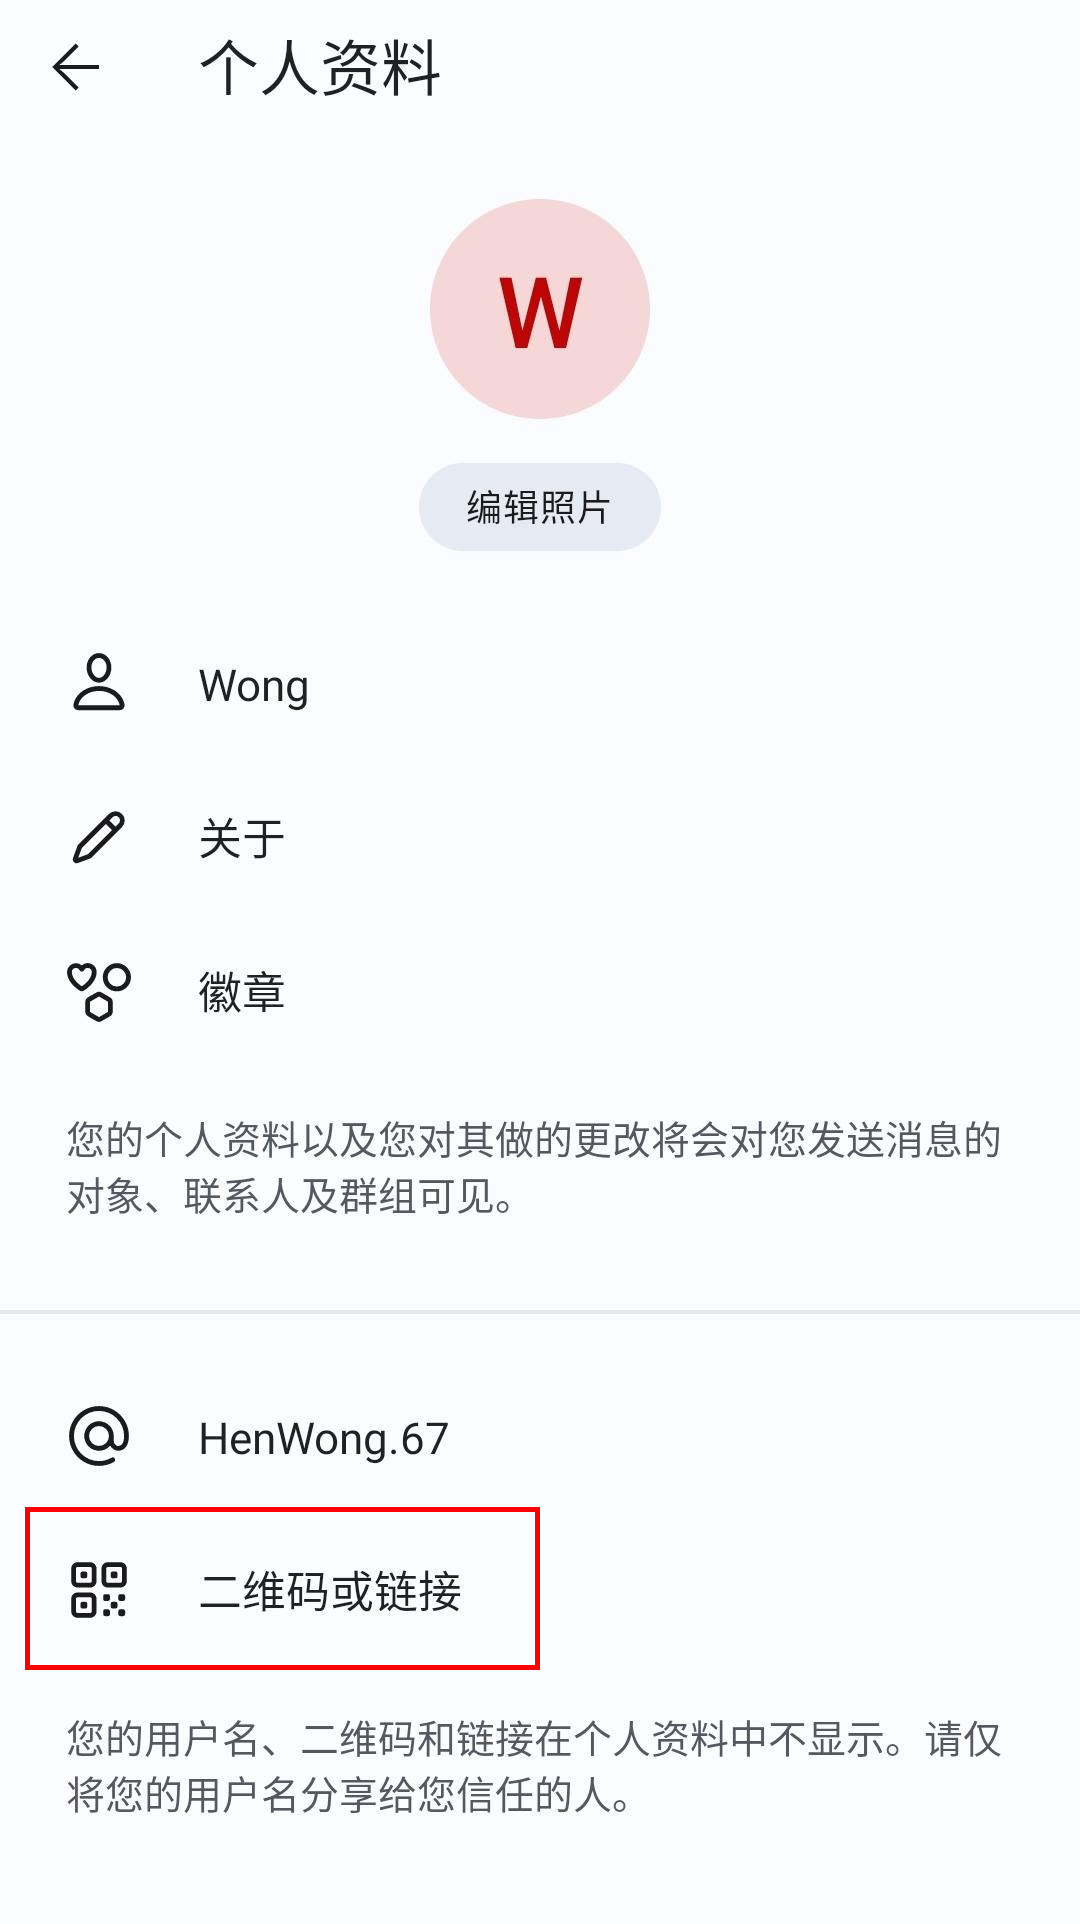 个人资料
W
编辑照片
Wong
关于
徽章
您的个人资料以及您对其做的更改将会对您发送消息的
对象、联系人及群组可见。
HenWong.67
二维码或链接
您的用户名、二维码和链接在个人资料中不显示。请仅
将您的用户名分享给您信任的人。